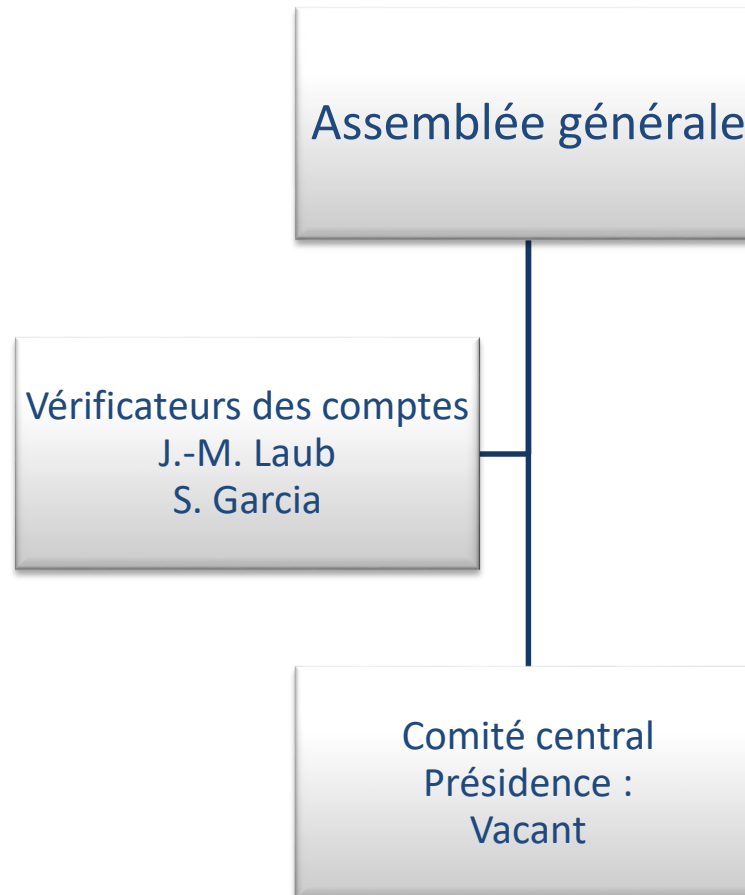 Assemblée générale
Vérificateurs des comptes
J.-M. Laub
S. Garcia
Comité central
Présidence :
Vacant